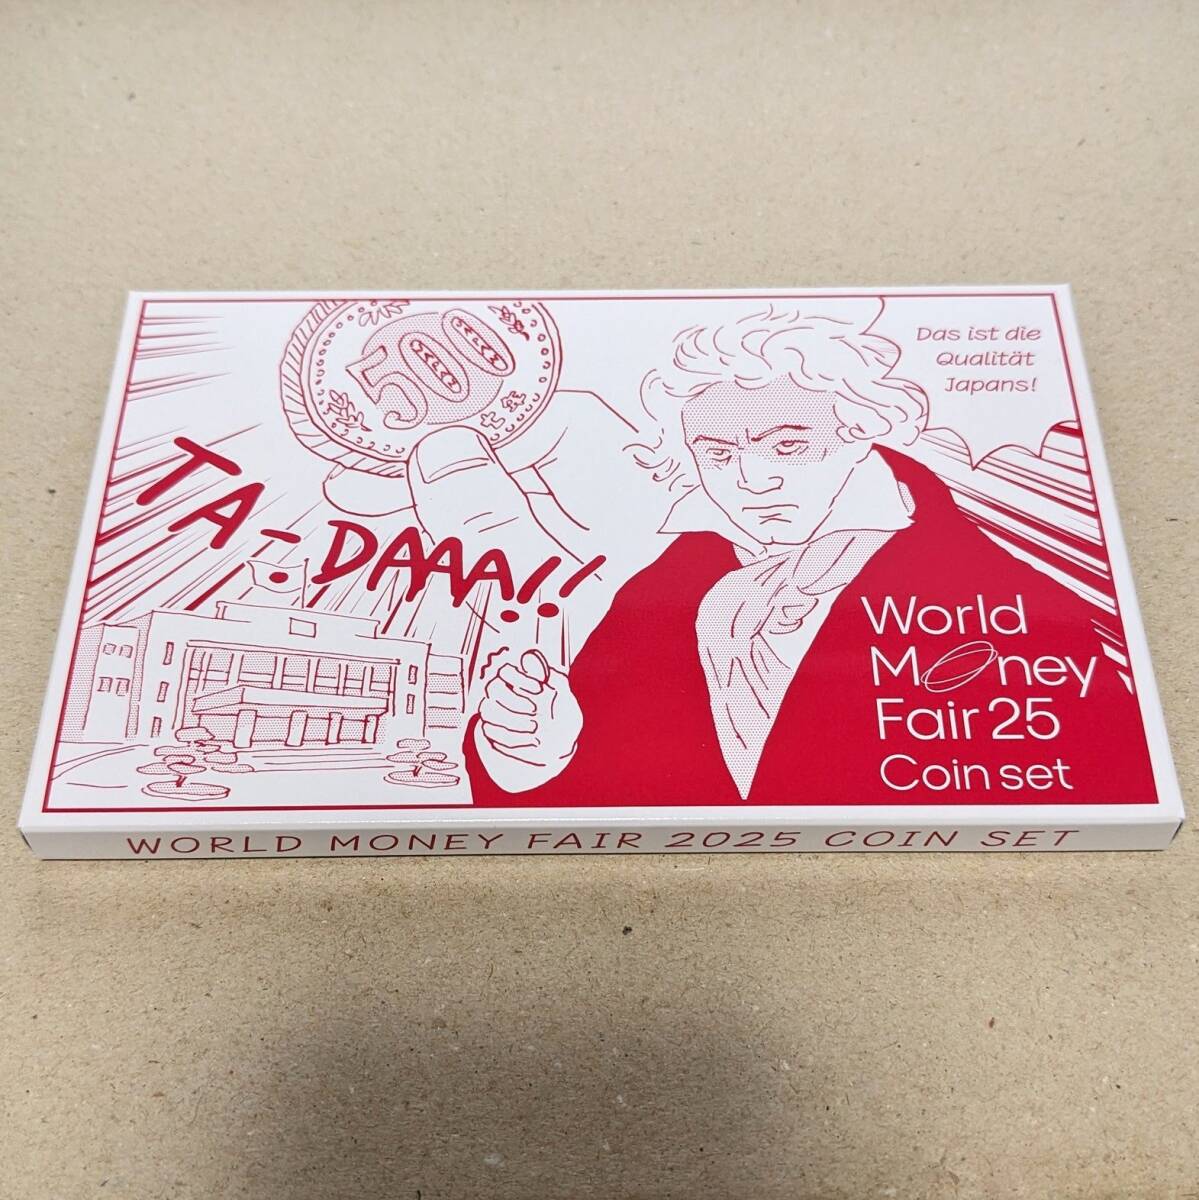 500
七年
Das ist die
Qualität
Japans!
TA-DAAA!!
World
Money
Fair 25
Coin set
WORLD MONEY FAIR 2025 COIN SET